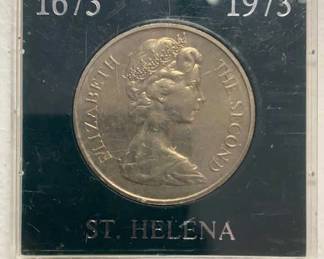 1673 1973
ELIZABETH THE SECOND
ST. HELENA